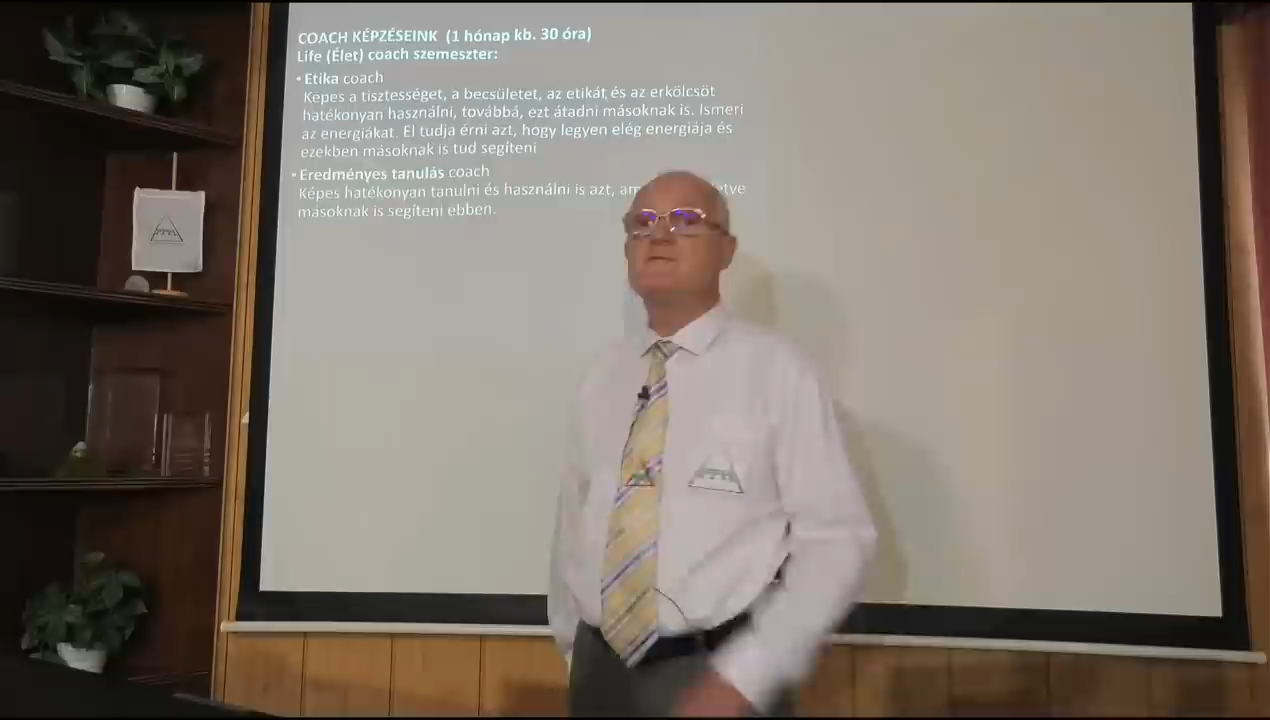 COACH KÉPZÉSEINK (1 hónap kb. 30 óra)
Life (Élet) coach szemeszter:
• Etika coach
Képes a tisztességet, a becsületet, az etikát és az erkölcsöt
hatékonyan használni, továbbá, ezt átadni másoknak is. Ismeri
az energiákat. El tudja érni azt, hogy legyen elég energiája és
ezekben másoknak is tud segíteni
• Eredményes tanulás coach
Képes hatékonyan tanulni és használni is azt,
másoknak is segíteni ebben.